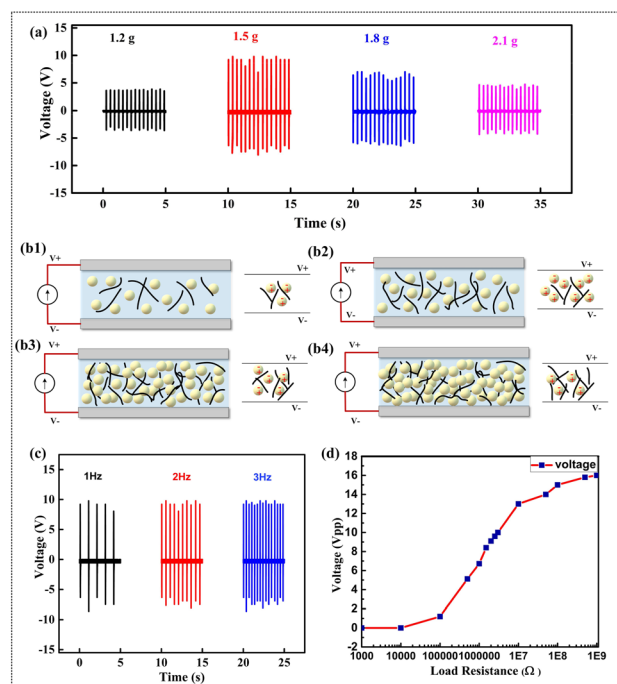 (a)
1.2 g 1.5 g 1.8 g 2.1 g
Voltage (V)
15
10
5
0
-5
-10
-15
0 5 10 15 20 25 30 35
Time (s)
(b1) (b2)
V+ V+ V+ V+
V- V- V- V-
(b3) (b4)
V+ V+ V+ V+
V- V- V- V-
(c) (d)
1Hz 2Hz 3Hz
Voltage (V)
15
10
5
0
-5
-10
-15
0 5 10 15 20 25
Time (s)
voltage
Voltage (Vpp)
18
16
14
12
10
8
6
4
2
0
1000 10000 100000 1000000 1E7 1E8 1E9
Load Resistance (Ω)